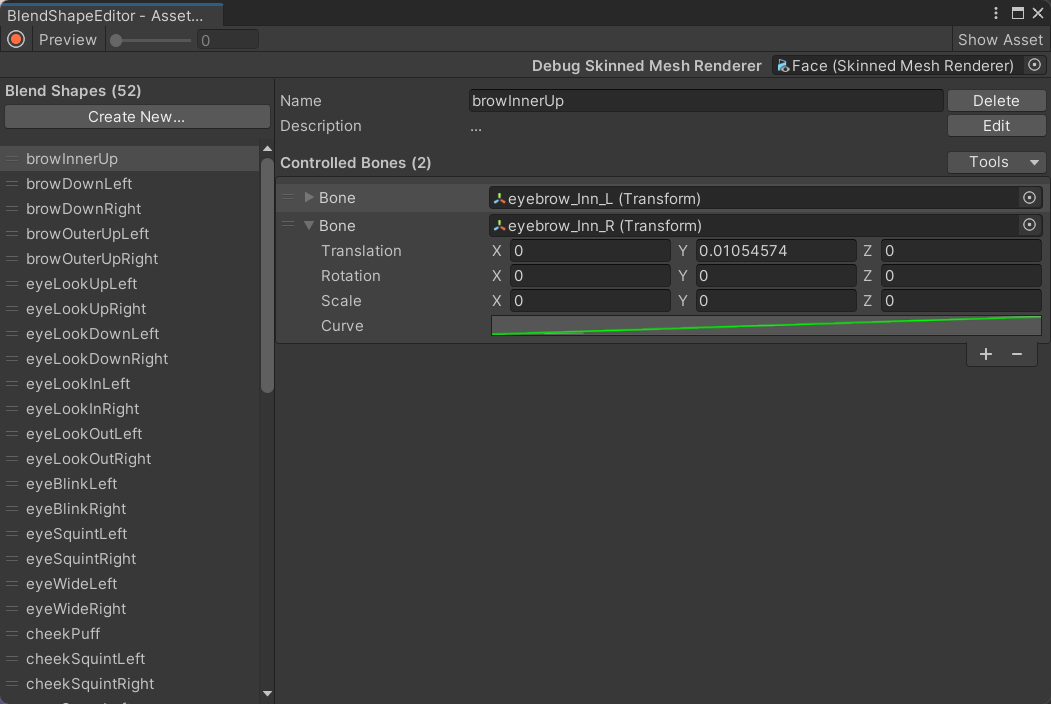 BlendShapeEditor - Asset...
Preview 0 Show Asset
Debug Skinned Mesh Renderer Face (Skinned Mesh Renderer)
Blend Shapes (52)
Create New...
browInnerUp
browDownLeft
browDownRight
browOuterUpLeft
browOuterUpRight
eyeLookUpLeft
eyeLookUpRight
eyeLookDownLeft
eyeLookDownRight
eyeLookInLeft
eyeLookInRight
eyeLookOutLeft
eyeLookOutRight
eyeBlinkLeft
eyeBlinkRight
eyeSquintLeft
eyeSquintRight
eyeWideLeft
eyeWideRight
cheekPuff
cheekSquintLeft
cheekSquintRight
Name browInnerUp Delete
Description ... Edit
Controlled Bones (2) Tools
Bone eyebrow_Inn_L (Transform)
Bone eyebrow_Inn_R (Transform)
Translation X 0 Y 0.01054574 Z 0
Rotation X 0 Y 0 Z 0
Scale X 0 Y 0 Z 0
Curve
+ −